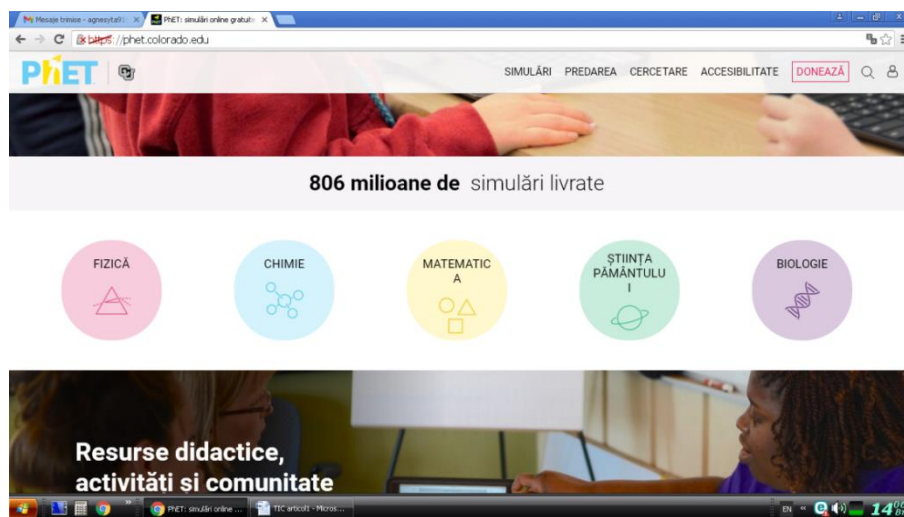 Mesaje trimise - agnesyta91
PhET: simulări online gratuite
https://phet.colorado.edu
PhET
SIMULĂRI PREDAREA CERCETARE ACCESIBILITATE DONEAZĂ
806 milioane de simulări livrate
FIZICĂ
CHIMIE
MATEMATIC
A
ȘTIINȚA
PĂMÂNTULU
I
BIOLOGIE
Resurse didactice,
activități și comunitate
PhET: simulări online ...
TIC articol1 - Micros...
EN